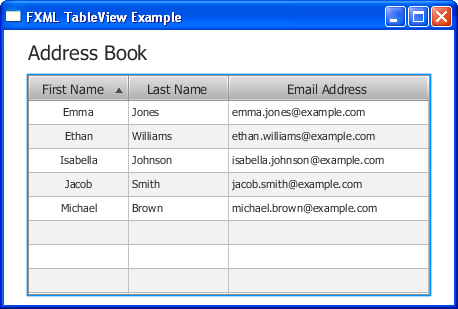 FXML TableView Example
Address Book
First Name Last Name Email Address
Emma Jones emma.jones@example.com
Ethan Williams ethan.williams@example.com
Isabella Johnson isabella.johnson@example.com
Jacob Smith jacob.smith@example.com
Michael Brown michael.brown@example.com